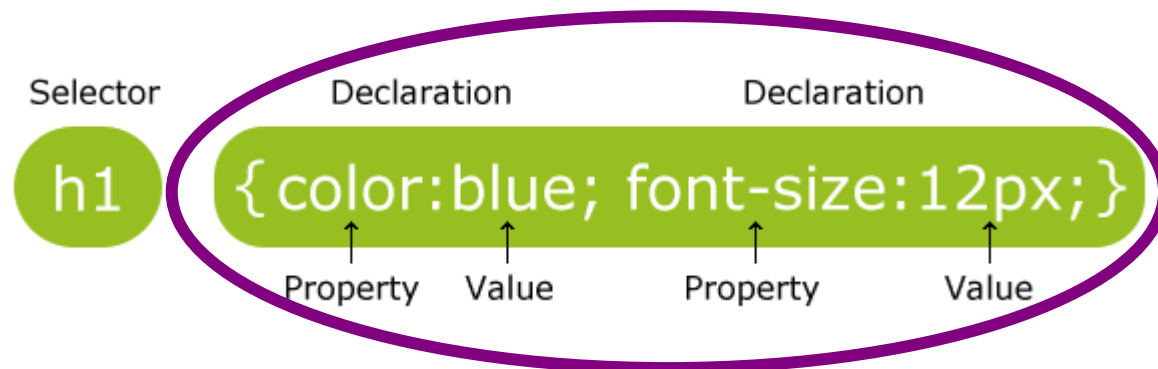 Selector Declaration Declaration
h1 {color:blue; font-size:12px;}
Property Value Property Value